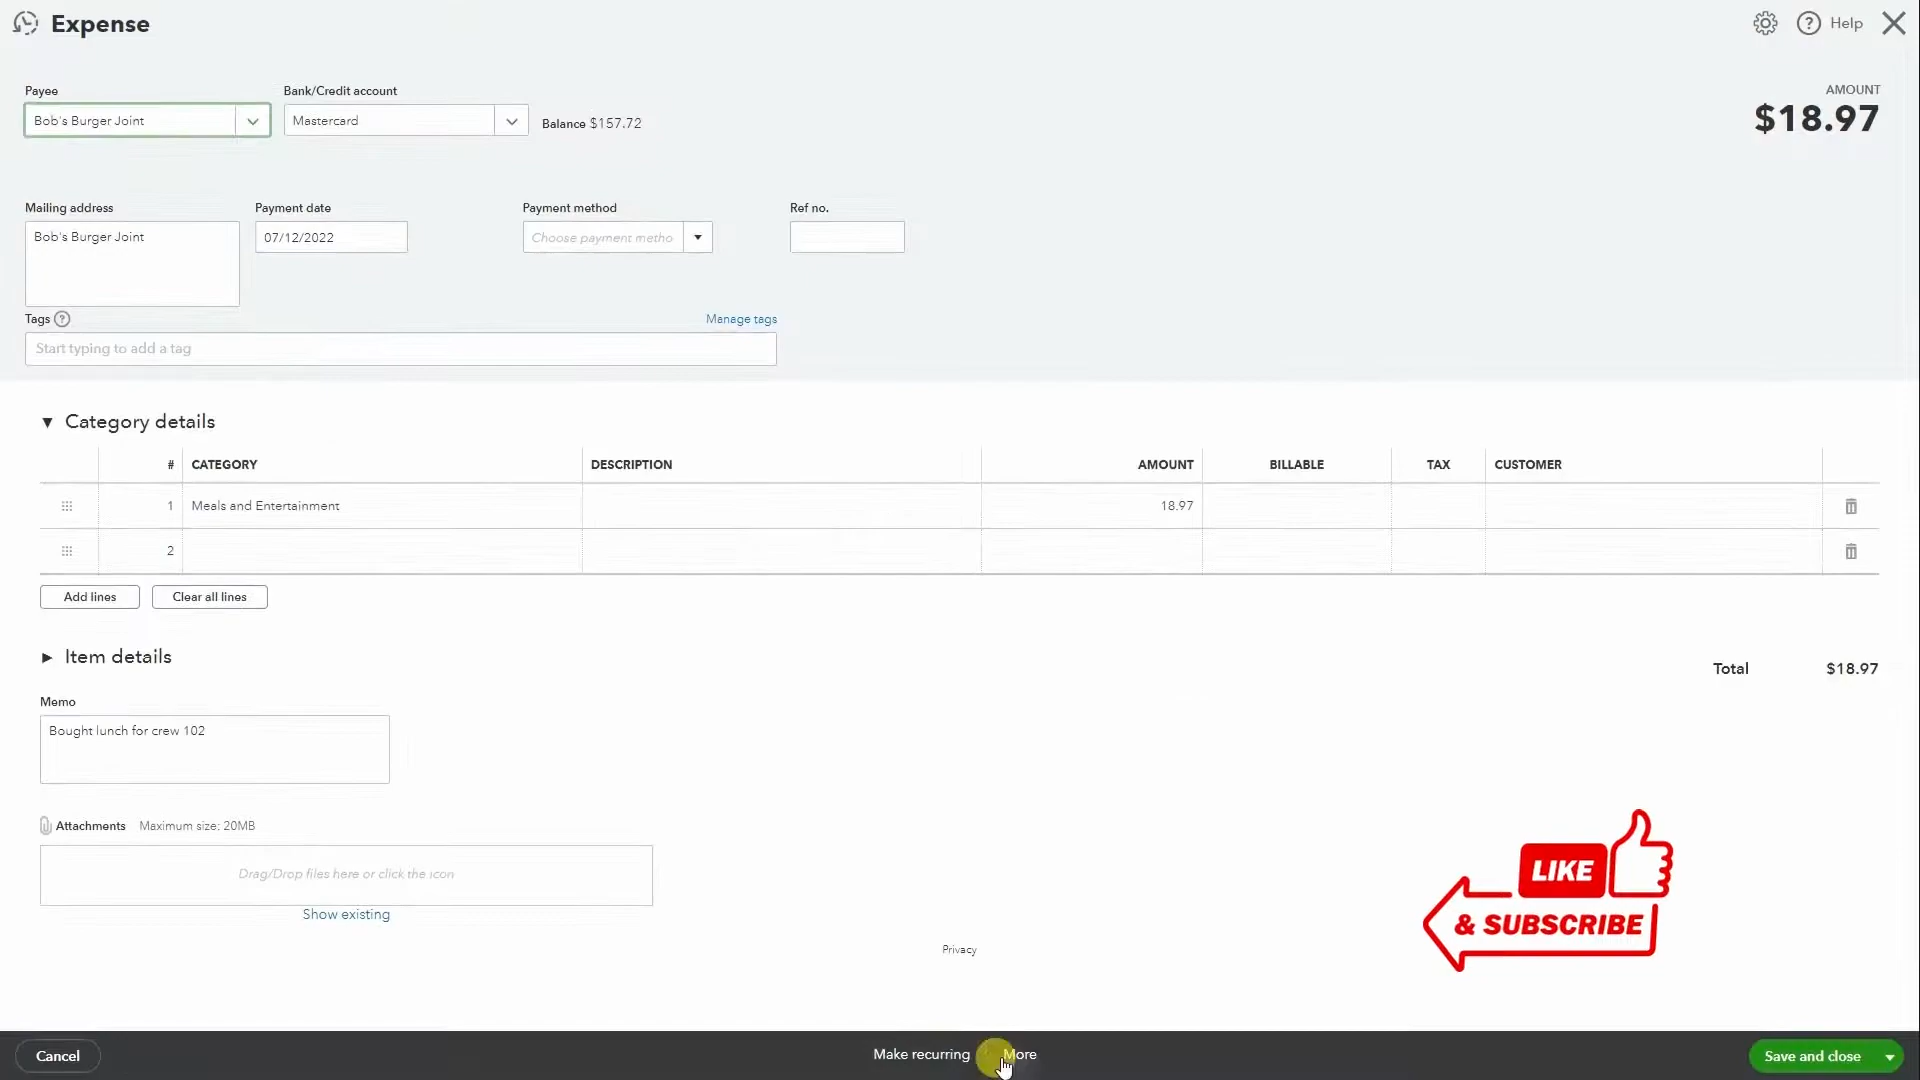 Expense
Help
Payee
Bank/Credit account
AMOUNT
Bob's Burger Joint
Mastercard
Balance $157.72
$18.97
Mailing address
Payment date
Payment method
Ref no.
Bob's Burger Joint
07/12/2022
Choose payment metho
Tags
Manage tags
Start typing to add a tag
Category details
# CATEGORY DESCRIPTION AMOUNT BILLABLE TAX CUSTOMER
1 Meals and Entertainment 18.97
2
Add lines
Clear all lines
Item details
Total $18.97
Memo
Bought lunch for crew 102
Attachments Maximum size: 20MB
Drag/Drop files here or click the icon
Show existing
LIKE
& SUBSCRIBE
Privacy
Cancel
Make recurring
More
Save and close